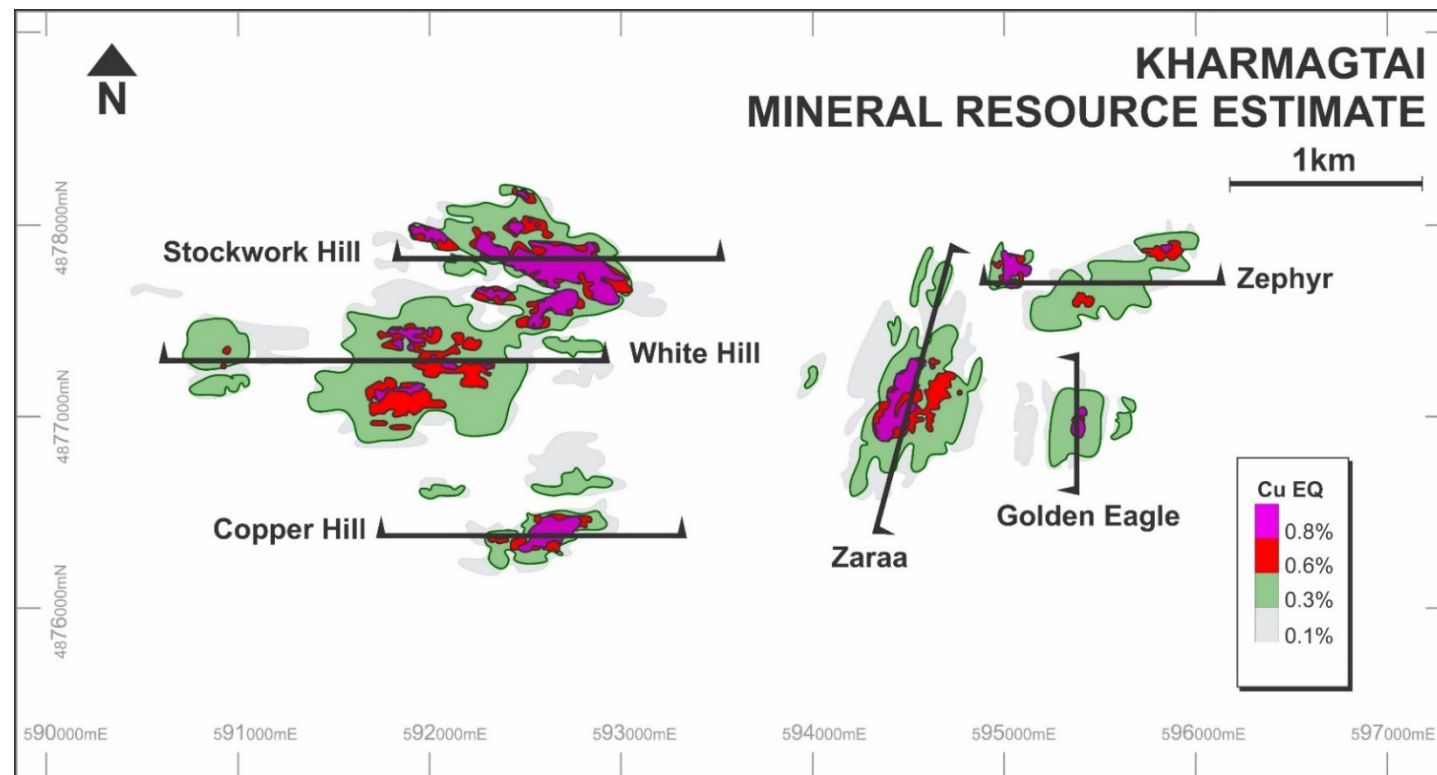 KHARMAGTAI
MINERAL RESOURCE ESTIMATE
N
1km
4878000mN
Stockwork Hill
Zephyr
White Hill
4877000mN
Golden Eagle
Copper Hill
Zaraa
Cu EQ
0.8%
0.6%
0.3%
0.1%
4876000mN
590000mE 591000mE 592000mE 593000mE 594000mE 595000mE 596000mE 597000mE